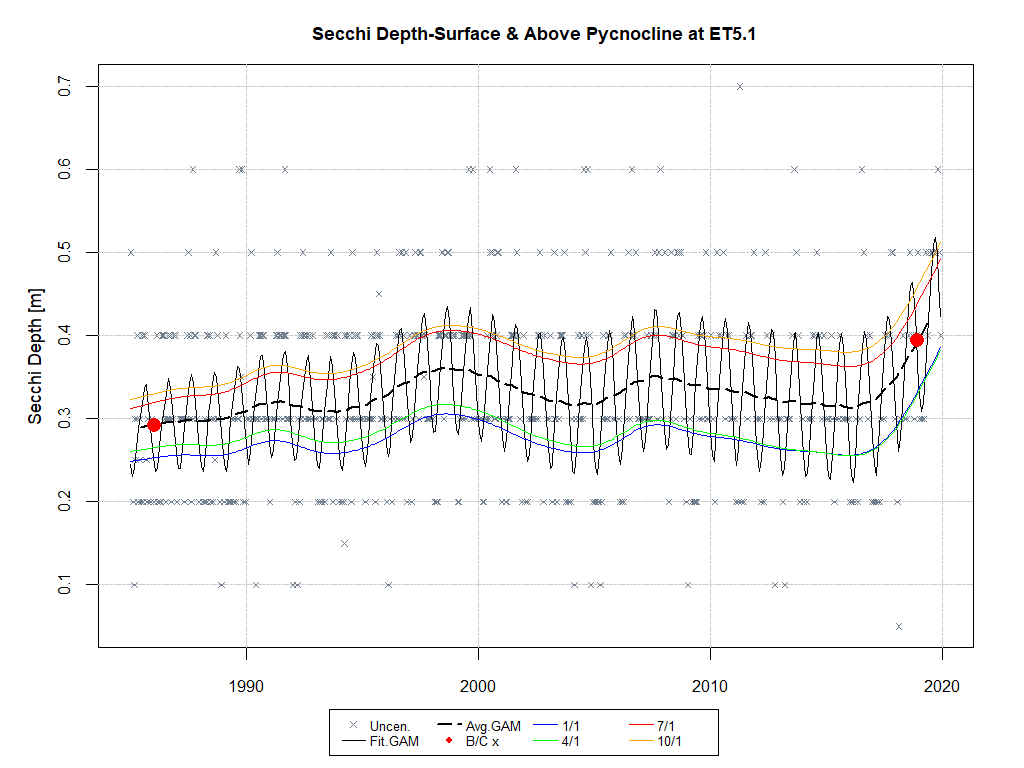 Secchi Depth-Surface & Above Pycnocline at ET5.1
Secchi Depth [m]
0.7
0.6
0.5
0.4
0.3
0.2
0.1
1990 2000 2010 2020
Uncen. Avg.GAM 1/1 7/1
Fit.GAM B/C x 4/1 10/1